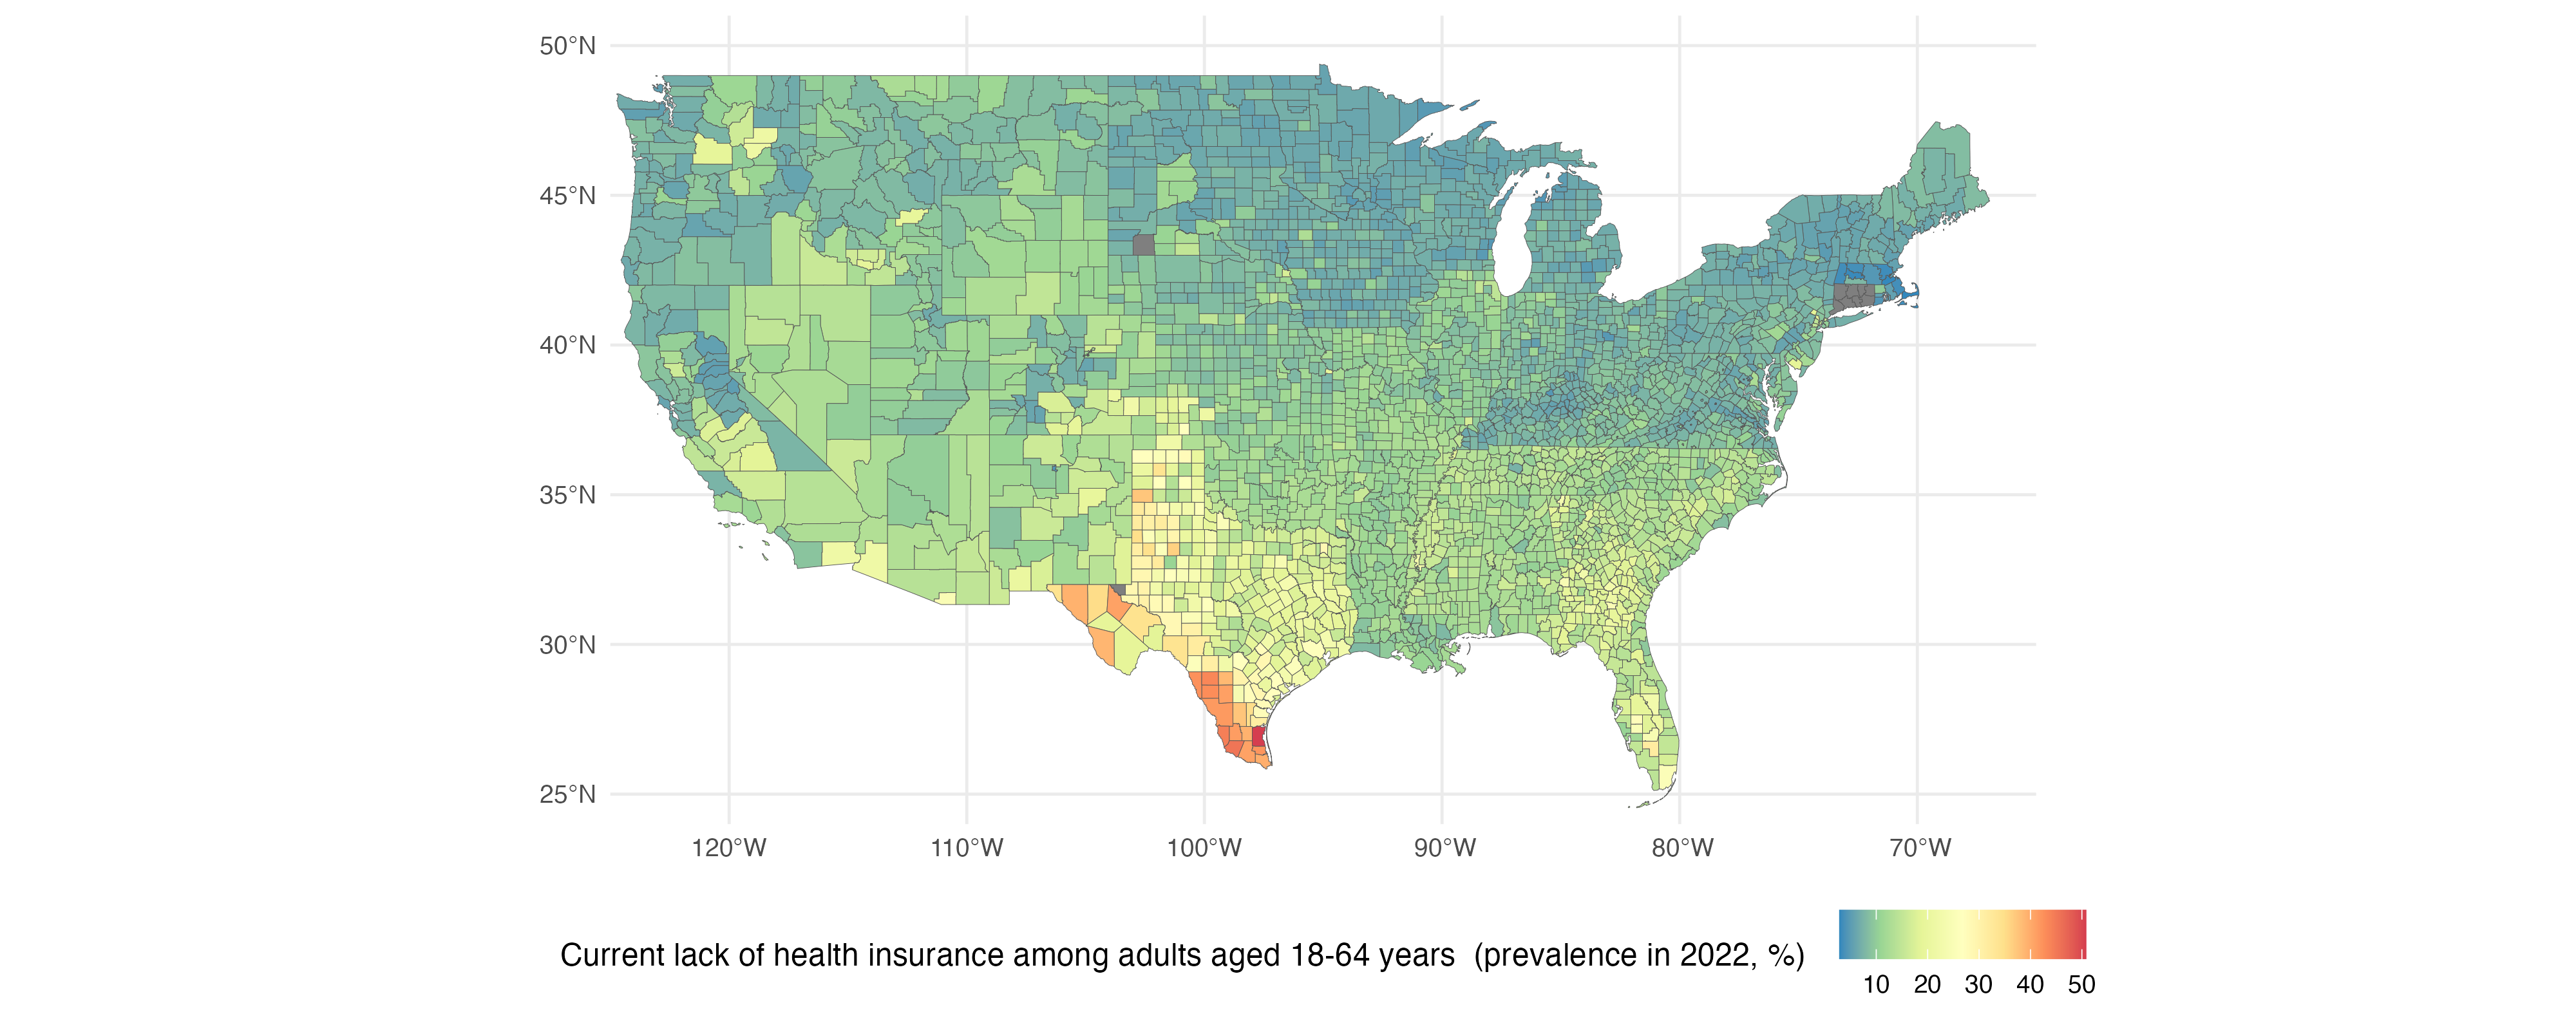 50°N
45°N
40°N
35°N
30°N
25°N
120°W 110°W 100°W 90°W 80°W 70°W
Current lack of health insurance among adults aged 18-64 years (prevalence in 2022, %)
10 20 30 40 50